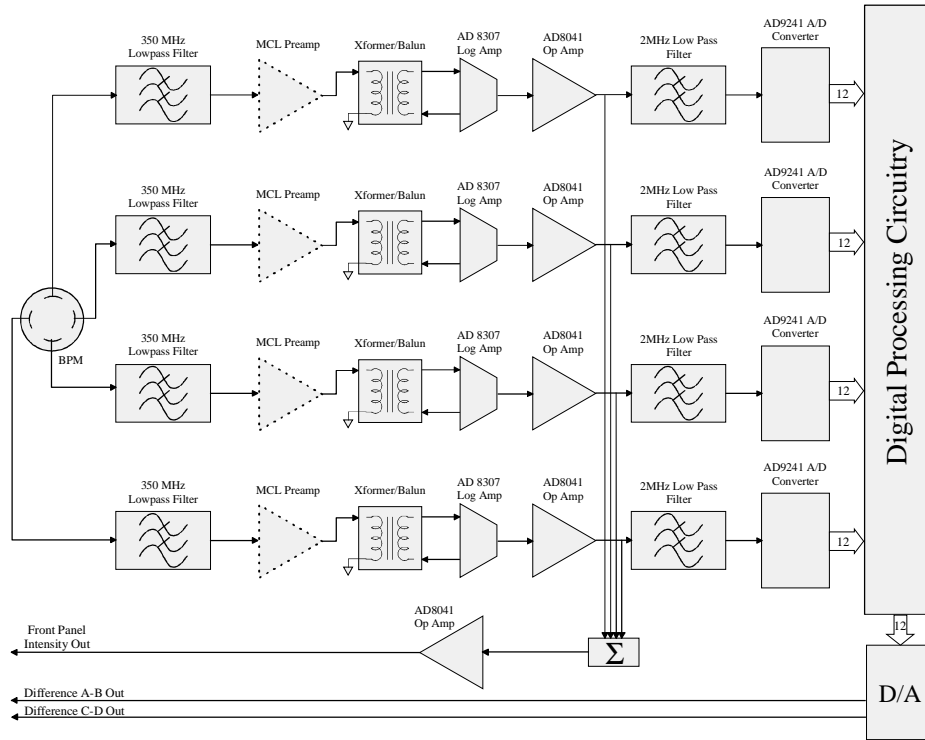 350 MHz
Lowpass Filter
MCL Preamp
Xformer/Balun
AD 8307
Log Amp
AD8041
Op Amp
2MHz Low Pass
Filter
AD9241 A/D
Converter
12
350 MHz
Lowpass Filter
MCL Preamp
Xformer/Balun
AD 8307
Log Amp
AD8041
Op Amp
2MHz Low Pass
Filter
AD9241 A/D
Converter
12
BPM
350 MHz
Lowpass Filter
MCL Preamp
Xformer/Balun
AD 8307
Log Amp
AD8041
Op Amp
2MHz Low Pass
Filter
AD9241 A/D
Converter
12
350 MHz
Lowpass Filter
MCL Preamp
Xformer/Balun
AD 8307
Log Amp
AD8041
Op Amp
2MHz Low Pass
Filter
AD9241 A/D
Converter
12
Digital Processing Circuitry
Front Panel
Intensity Out
AD8041
Op Amp
Σ
12
D/A
Difference A-B Out
Difference C-D Out